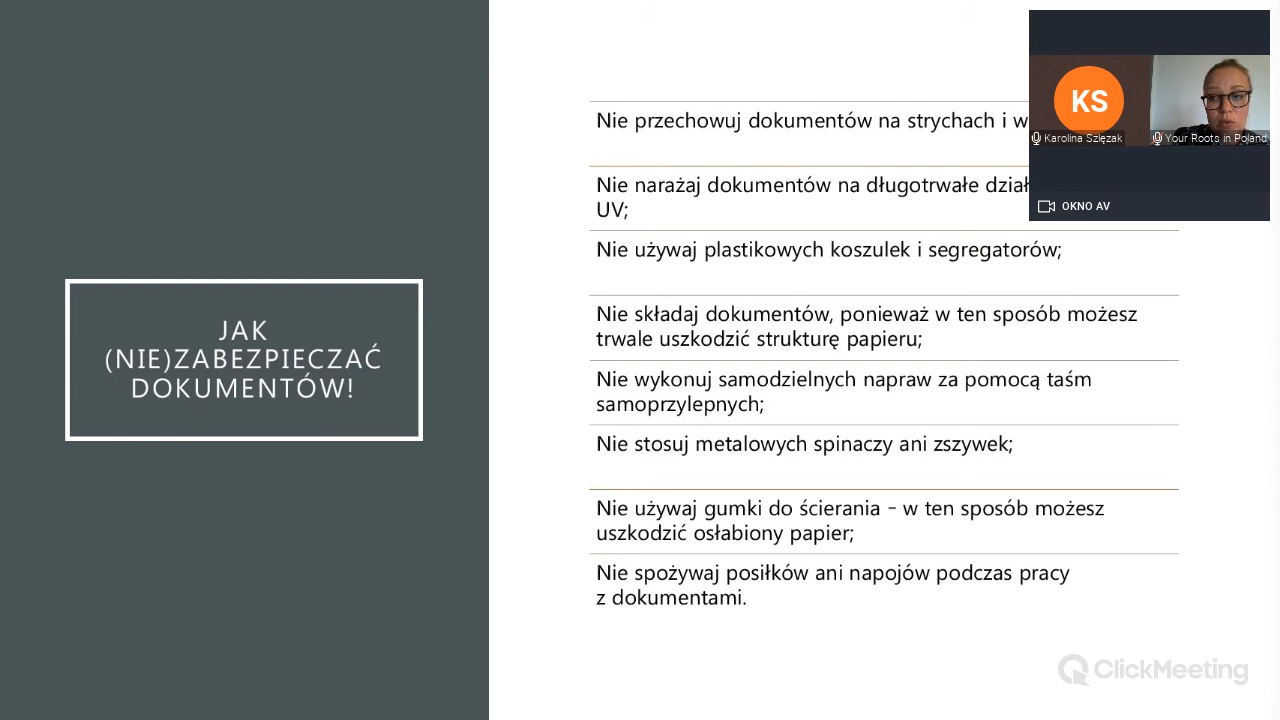 JAK
(NIE)ZABEZPIECZAĆ
DOKUMENTÓW!
Nie przechowuj dokumentów na strychach i w
Nie narażaj dokumentów na długotrwałe
UV;
Nie używaj plastikowych koszulek i segregatorów;
Nie składaj dokumentów, ponieważ w ten sposób możesz
trwale uszkodzić strukturę papieru;
Nie wykonuj samodzielnych napraw za pomocą taśm
samoprzylepnych;
Nie stosuj metalowych spinaczy ani zszywek;
Nie używaj gumki do ścierania – w ten sposób możesz
uszkodzić osłabiony papier;
Nie spożywaj posiłków ani napojów podczas pracy
z dokumentami.
KS
Karolina Szlęzak
Your Roots in Poland
OKNO AV
ClickMeeting